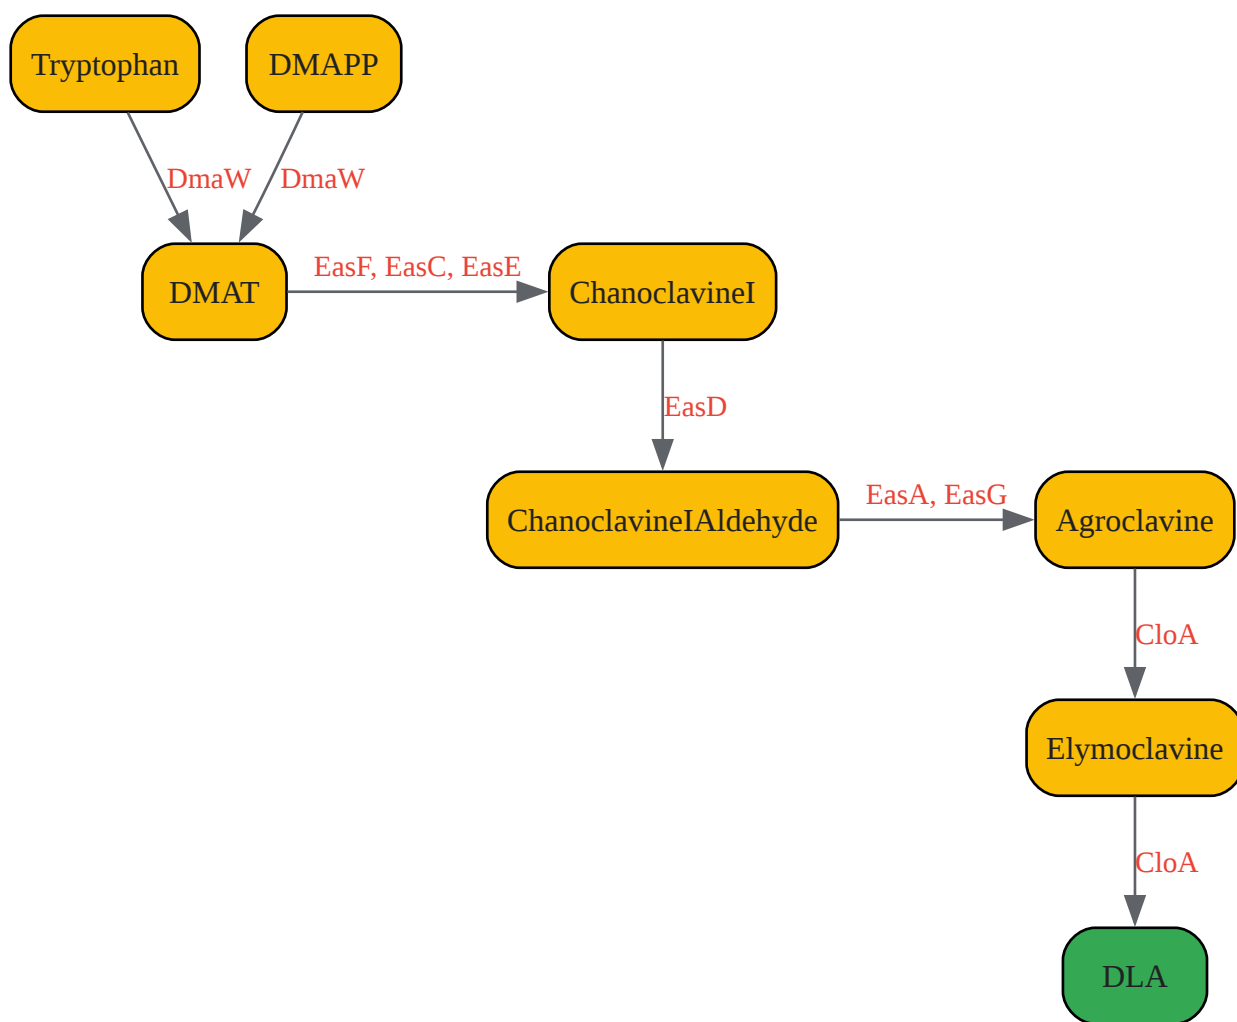 Tryptophan
DMAPP
DmaW
DmaW
DMAT
EasF, EasC, EasE
ChanoclavineI
EasD
ChanoclavineIAldehyde
EasA, EasG
Agroclavine
CloA
Elymoclavine
CloA
DLA